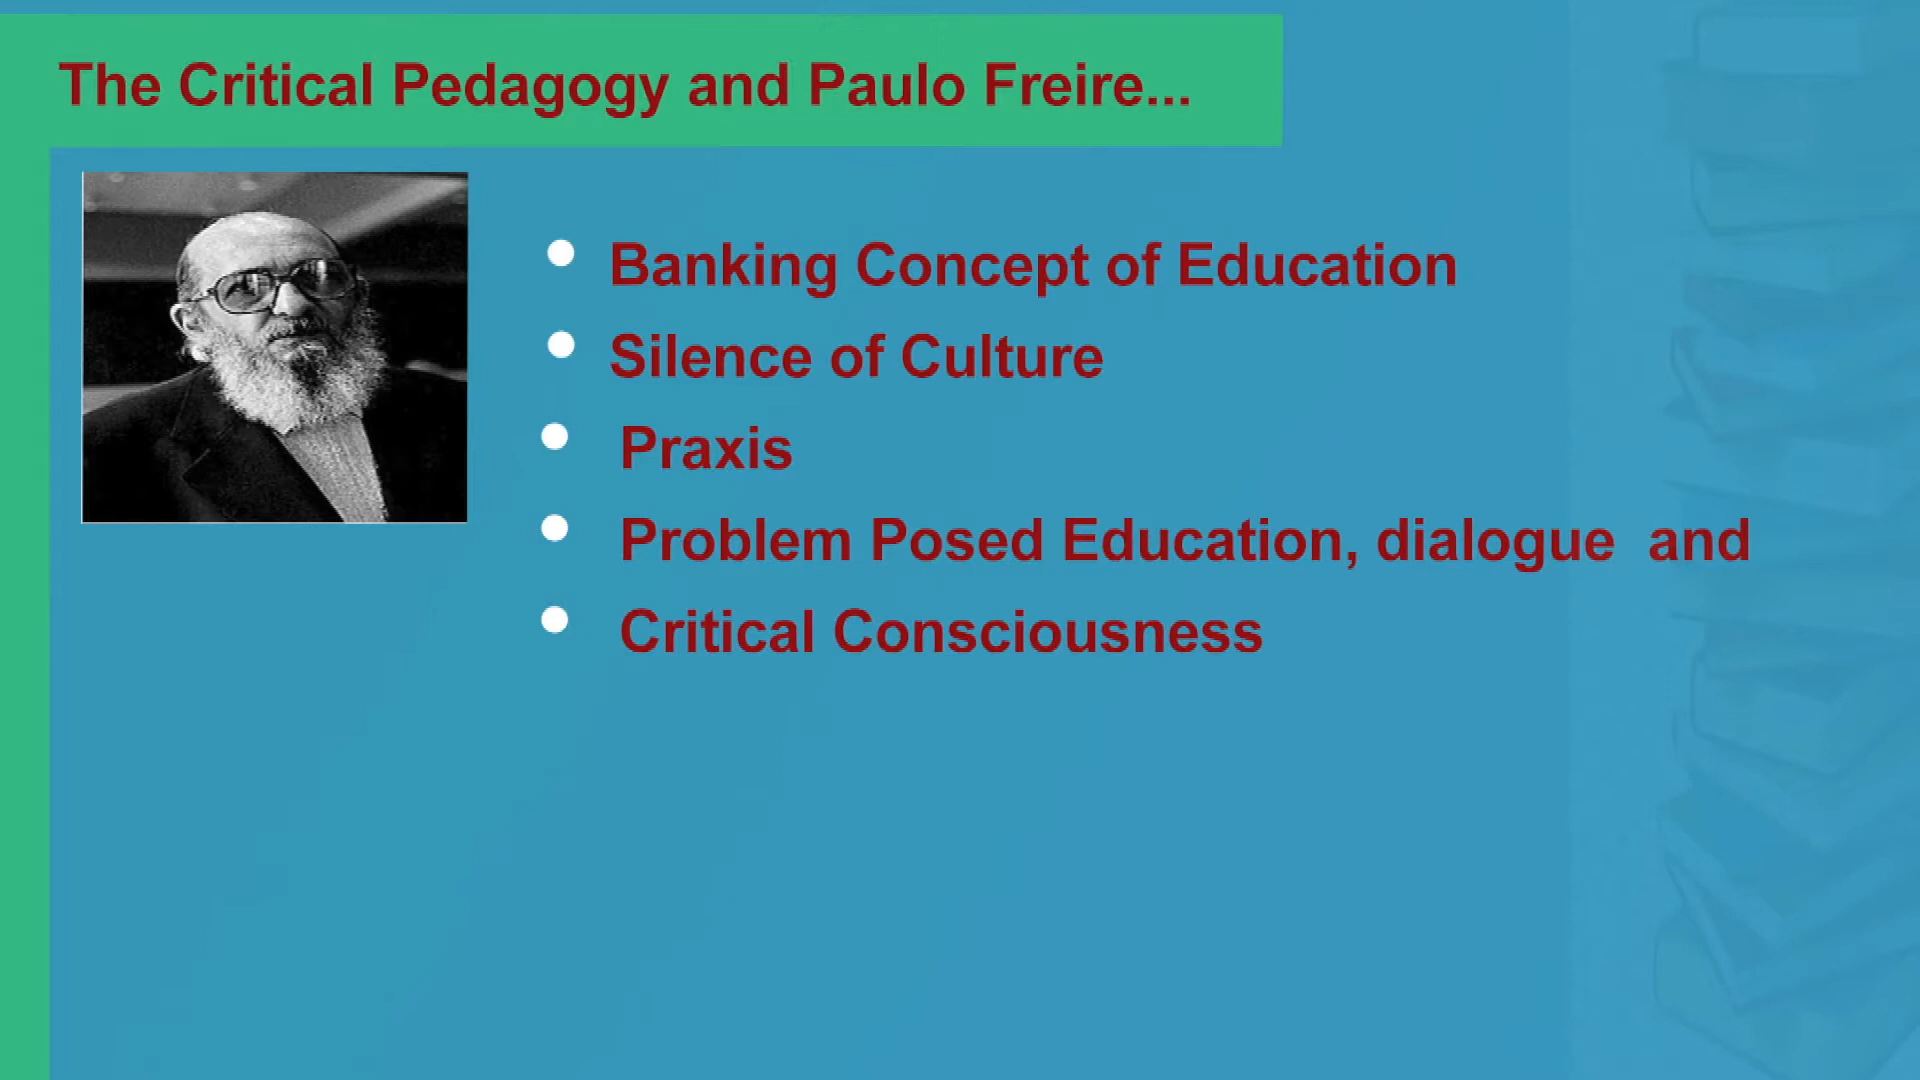 The Critical Pedagogy and Paulo Freire...
Banking Concept of Education
Silence of Culture
Praxis
Problem Posed Education, dialogue and
Critical Consciousness